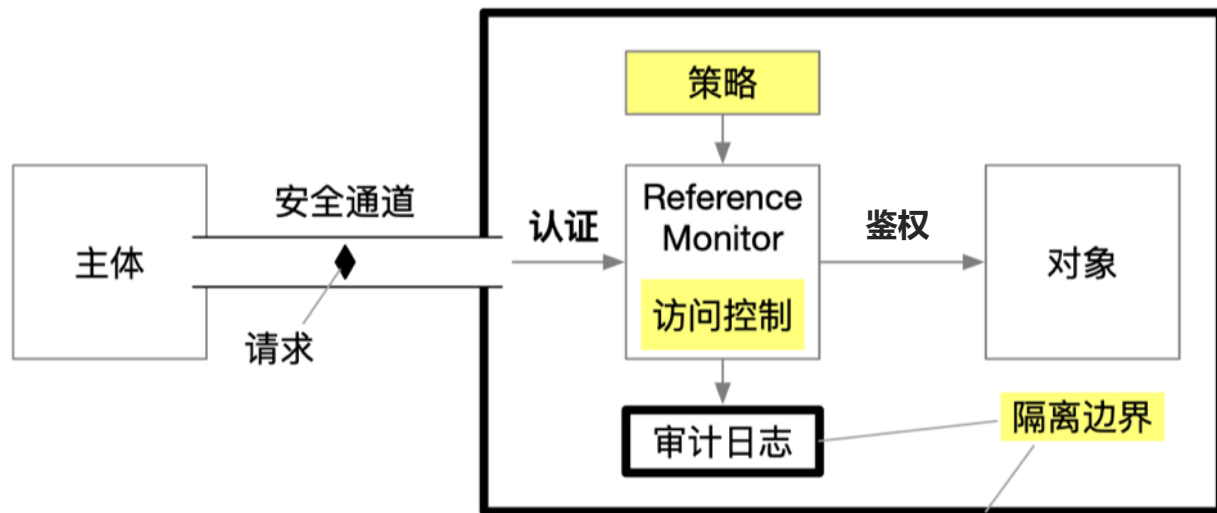 策略
安全通道
认证
Reference
Monitor
鉴权
主体
对象
访问控制
请求
隔离边界
审计日志